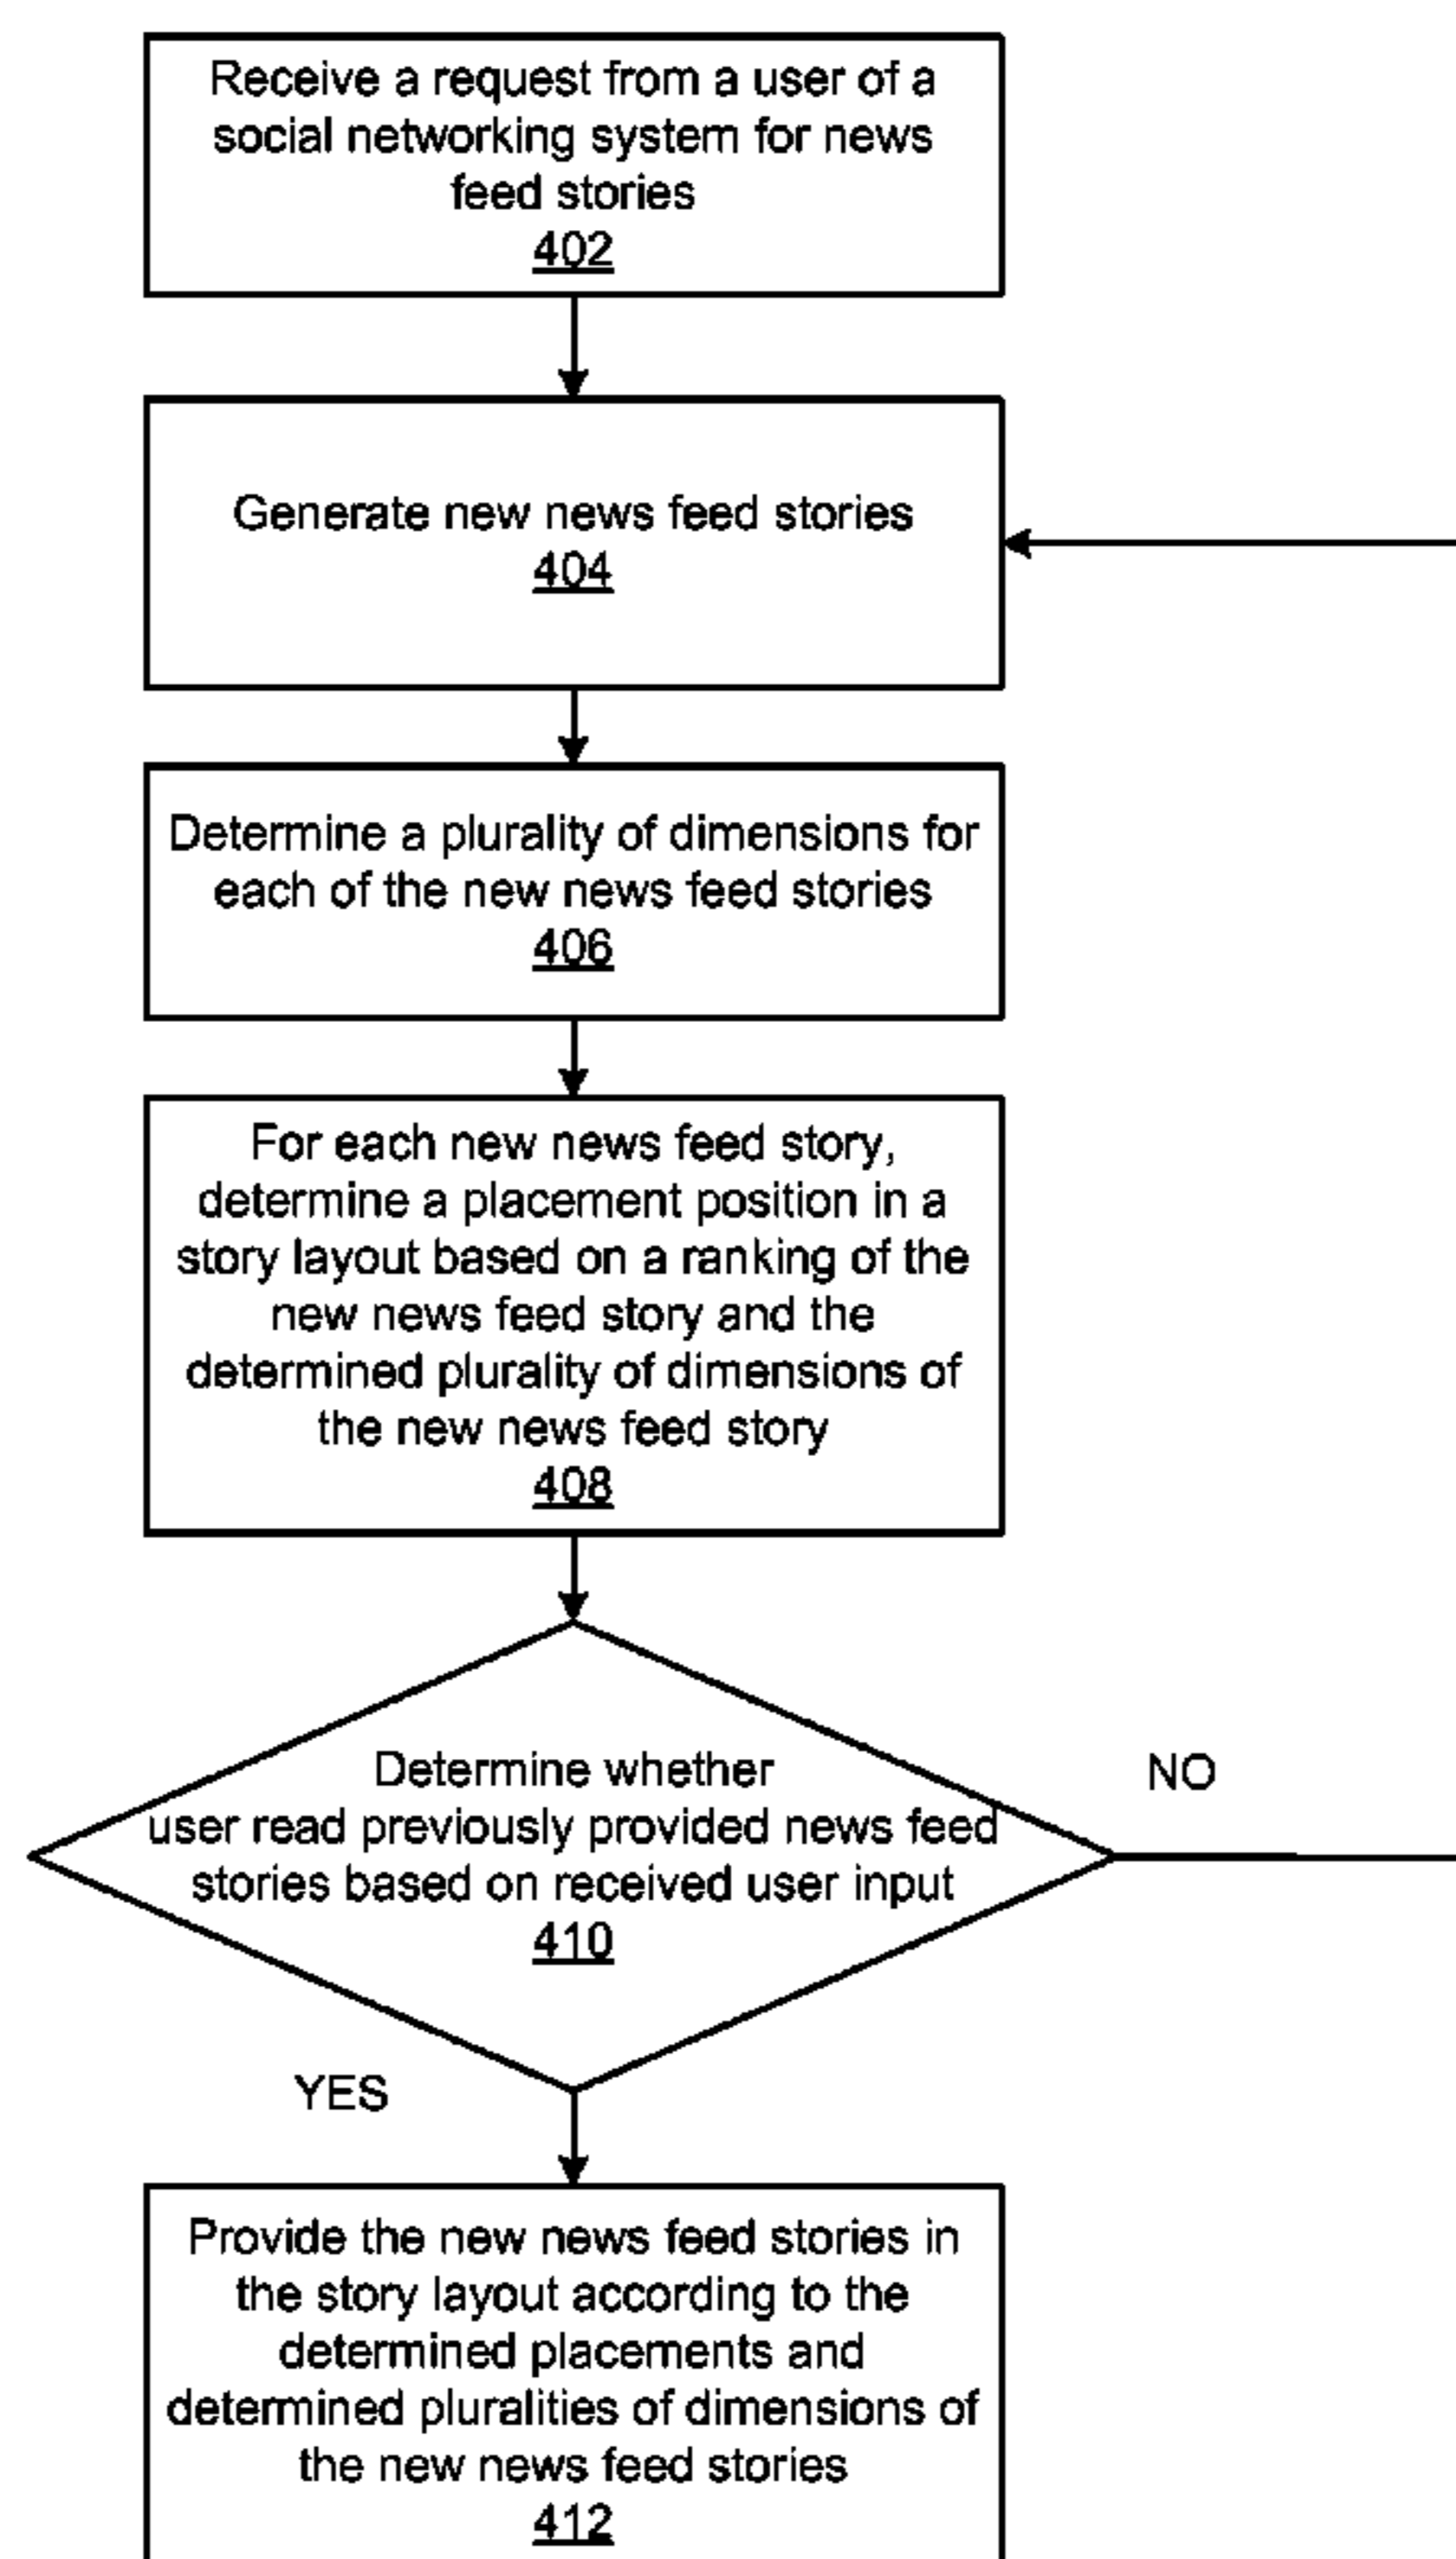 Receive a request from a user of a
social networking system for news
feed stories
402
Generate new news feed stories
404
Determine a plurality of dimensions for
each of the new news feed stories
406
For each new news feed story,
determine a placement position in a
story layout based on a ranking of the
new news feed story and the
determined plurality of dimensions of
the new news feed story
408
Determine whether
user read previously provided news feed
stories based on received user input
410
NO
YES
Provide the new news feed stories in
the story layout according to the
determined placements and
determined pluralities of dimensions of
the new news feed stories
412